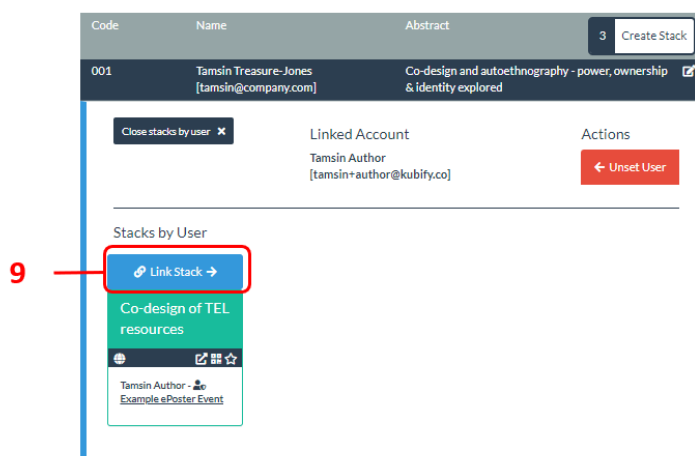 Code Name Abstract
3 Create Stack
001 Tamsin Treasure-Jones Co-design and autoethnography - power, ownership
[tamsin@company.com] & identity explored
Close stacks by user ×
Linked Account
Actions
Tamsin Author
[tamsin+author@kubify.co]
← Unset User
Stacks by User
9
Link Stack →
Co-design of TEL
resources
Tamsin Author -
Example ePoster Event